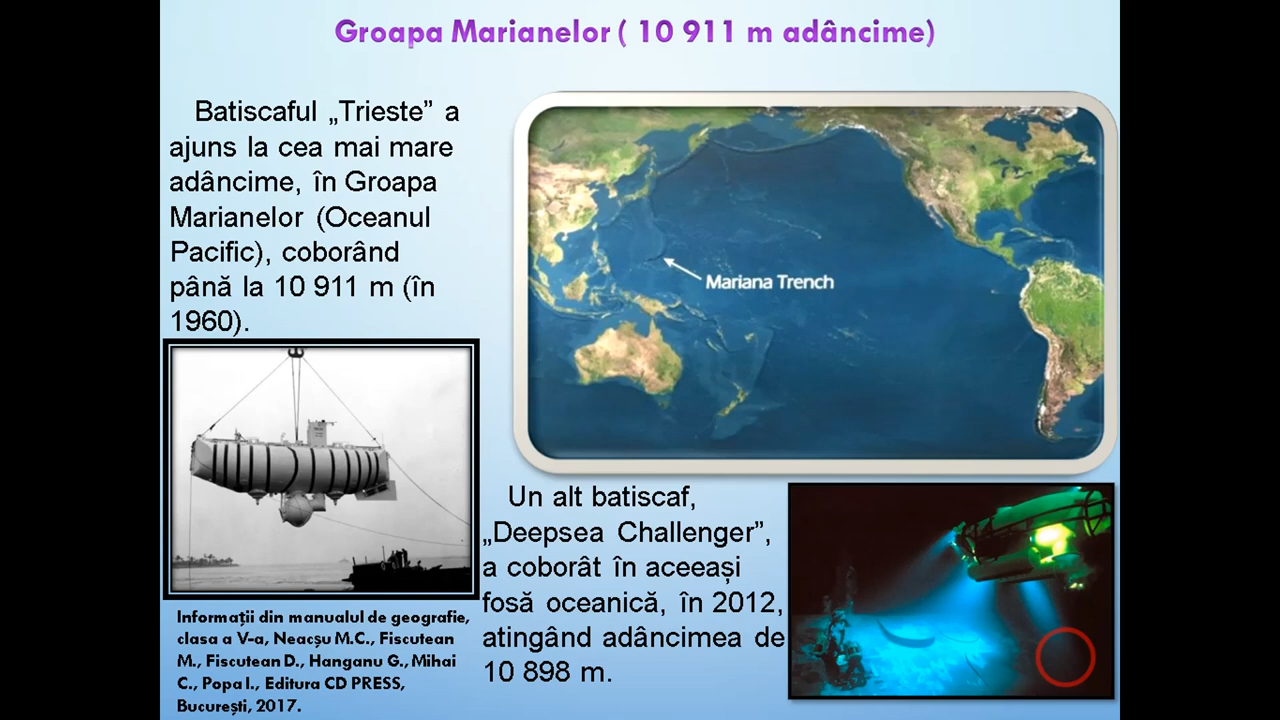 Groapa Marianelor ( 10 911 m adâncime)
Batiscaful „Trieste” a
ajuns la cea mai mare
adâncime, în Groapa
Marianelor (Oceanul
Pacific), coborând
până la 10 911 m (în
1960).
Mariana Trench
Un alt batiscaf,
„Deepsea Challenger”,
a coborât în aceeași
fosă oceanică, în 2012,
atingând adâncimea de
10 898 m.
Informații din manualul de geografie,
clasa a V-a, Neacșu M.C., Fiscutean
M., Fiscutean D., Hanganu G., Mihai
C., Popa I., Editura CD PRESS,
București, 2017.